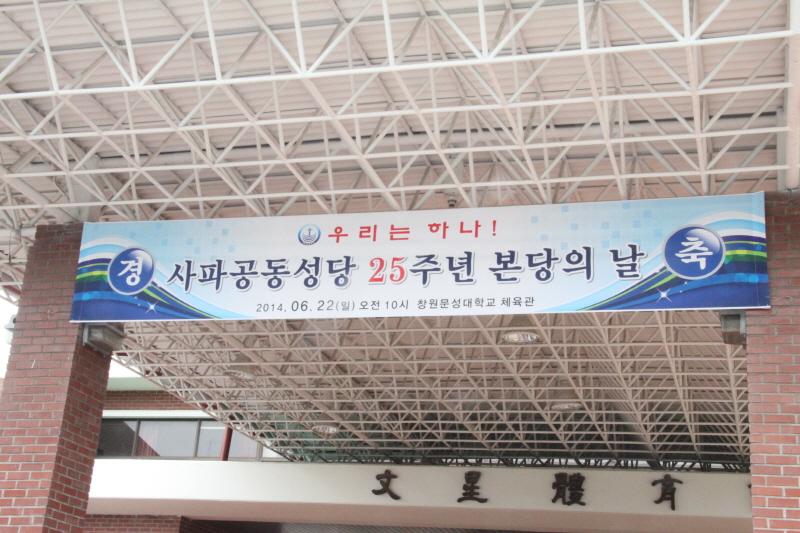 우리는 하나!
경 사파공동성당 25주년 본당의 날 축
2014. 06. 22(일) 오전 10시 창원문성대학교 체육관
文星體育